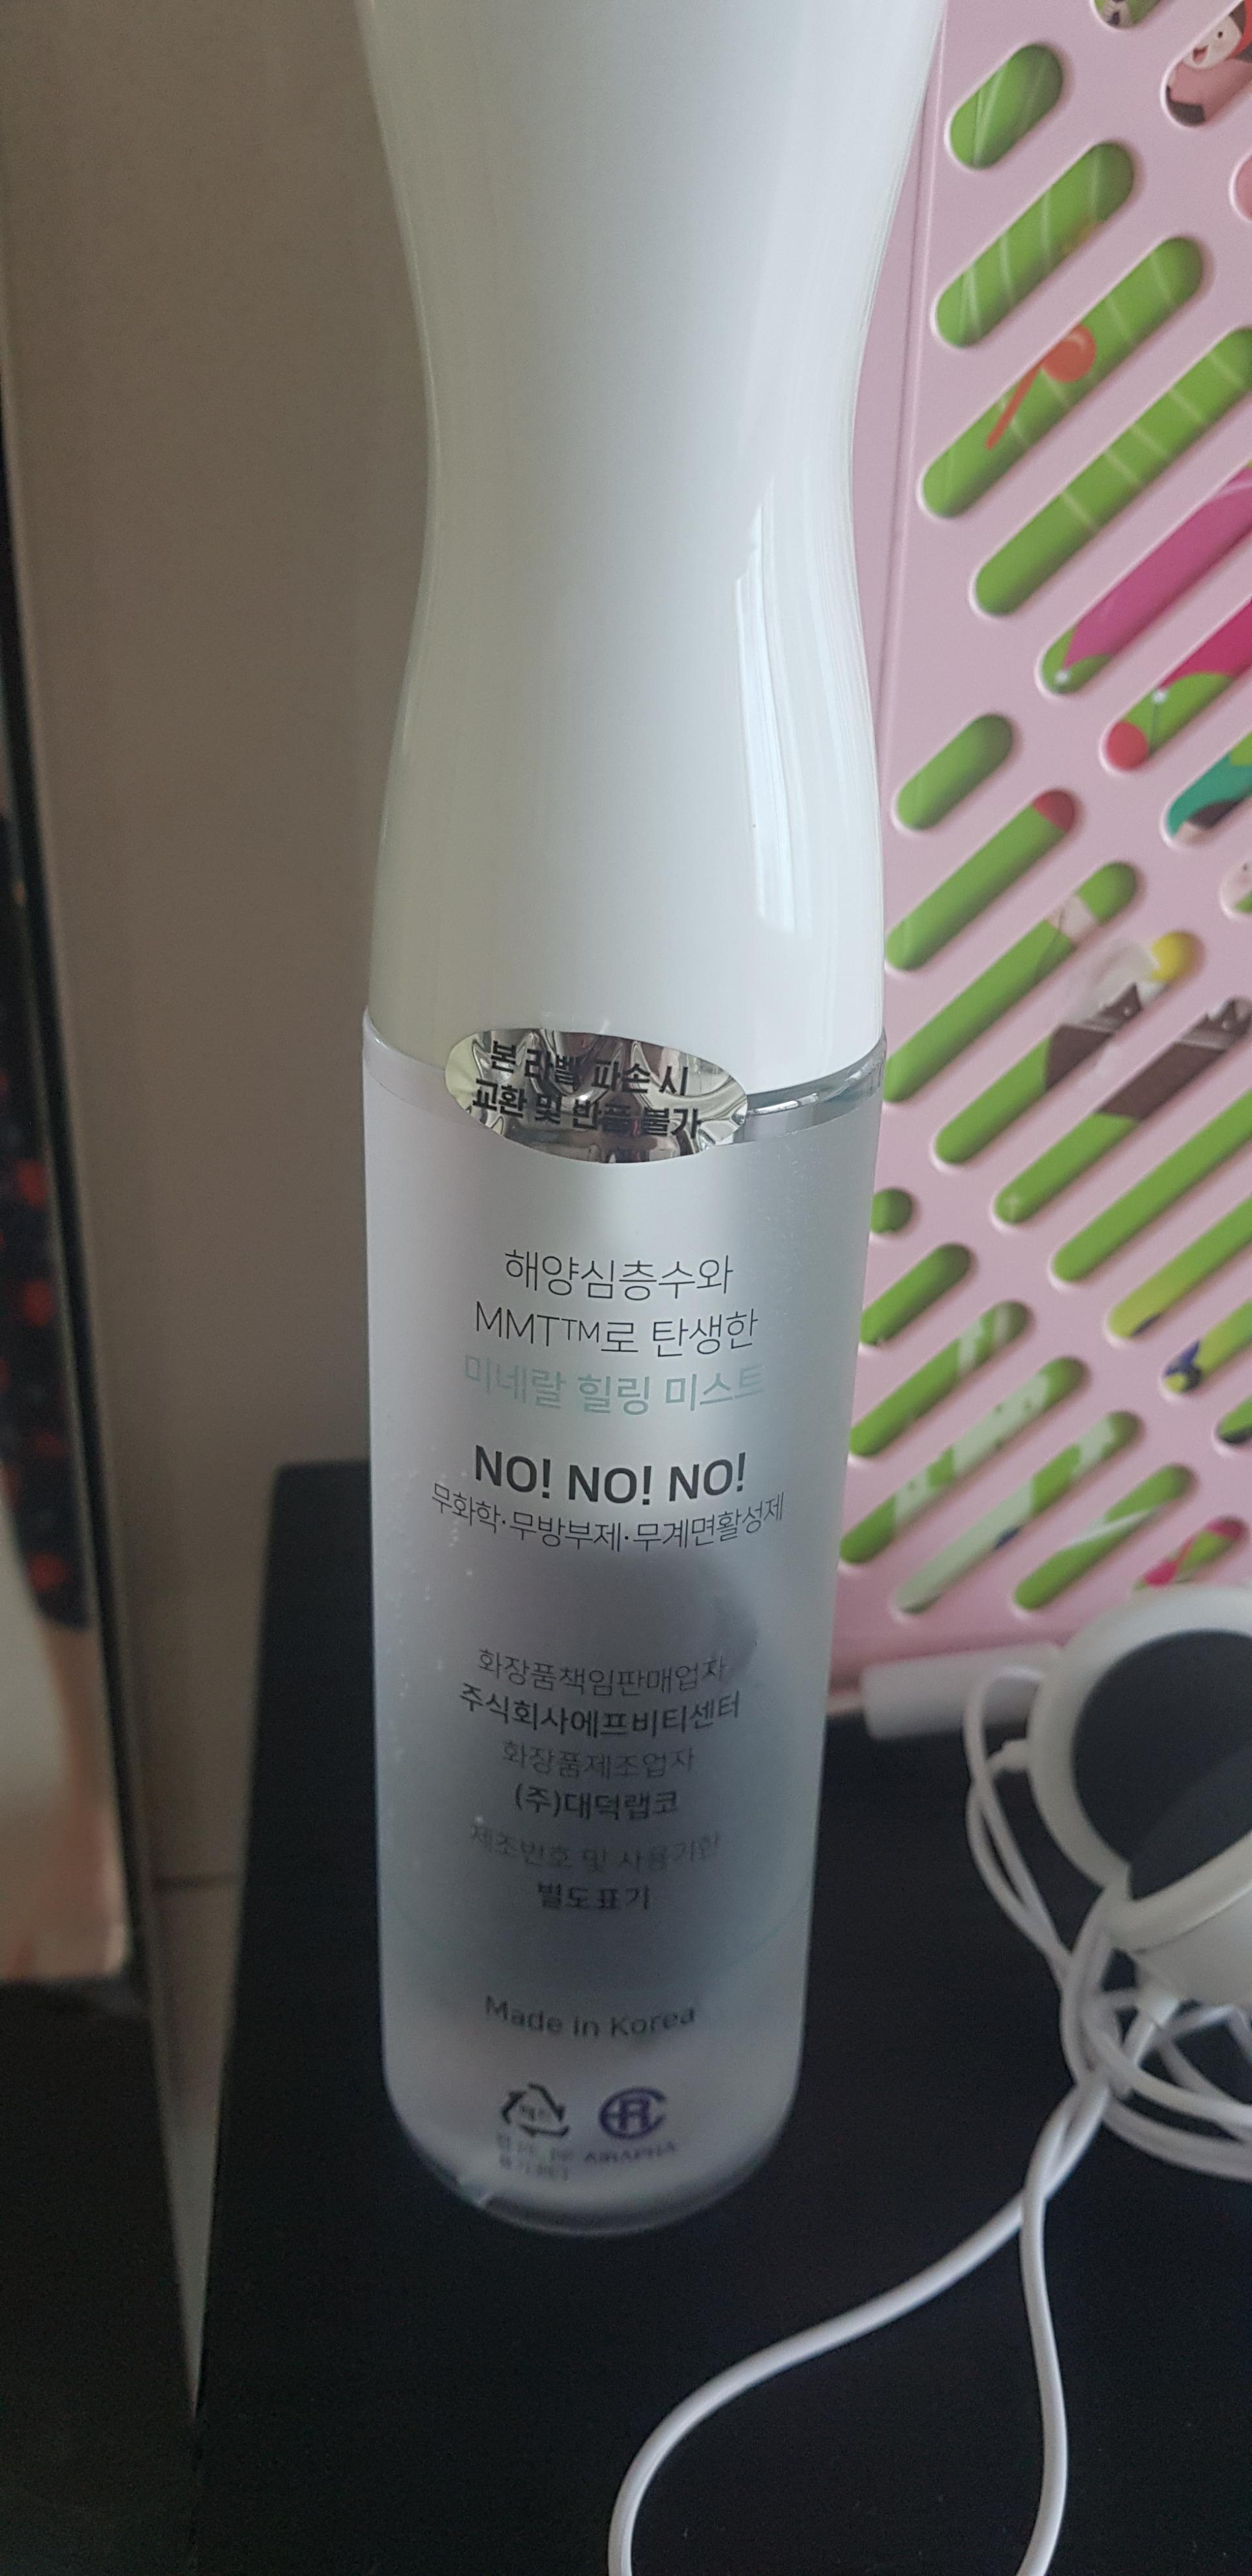 본 라벨 파손 시
교환 및 반품 불가
해양심층수와
MMT™로 탄생한
미네랄 힐링 미스트
NO! NO! NO!
무화학·무방부제·무계면활성제
화장품책임판매업자
주식회사에프비티센터
화장품제조업자
(주)대덕랩코
제조번호 및 사용기한
별도표기
Made in Korea